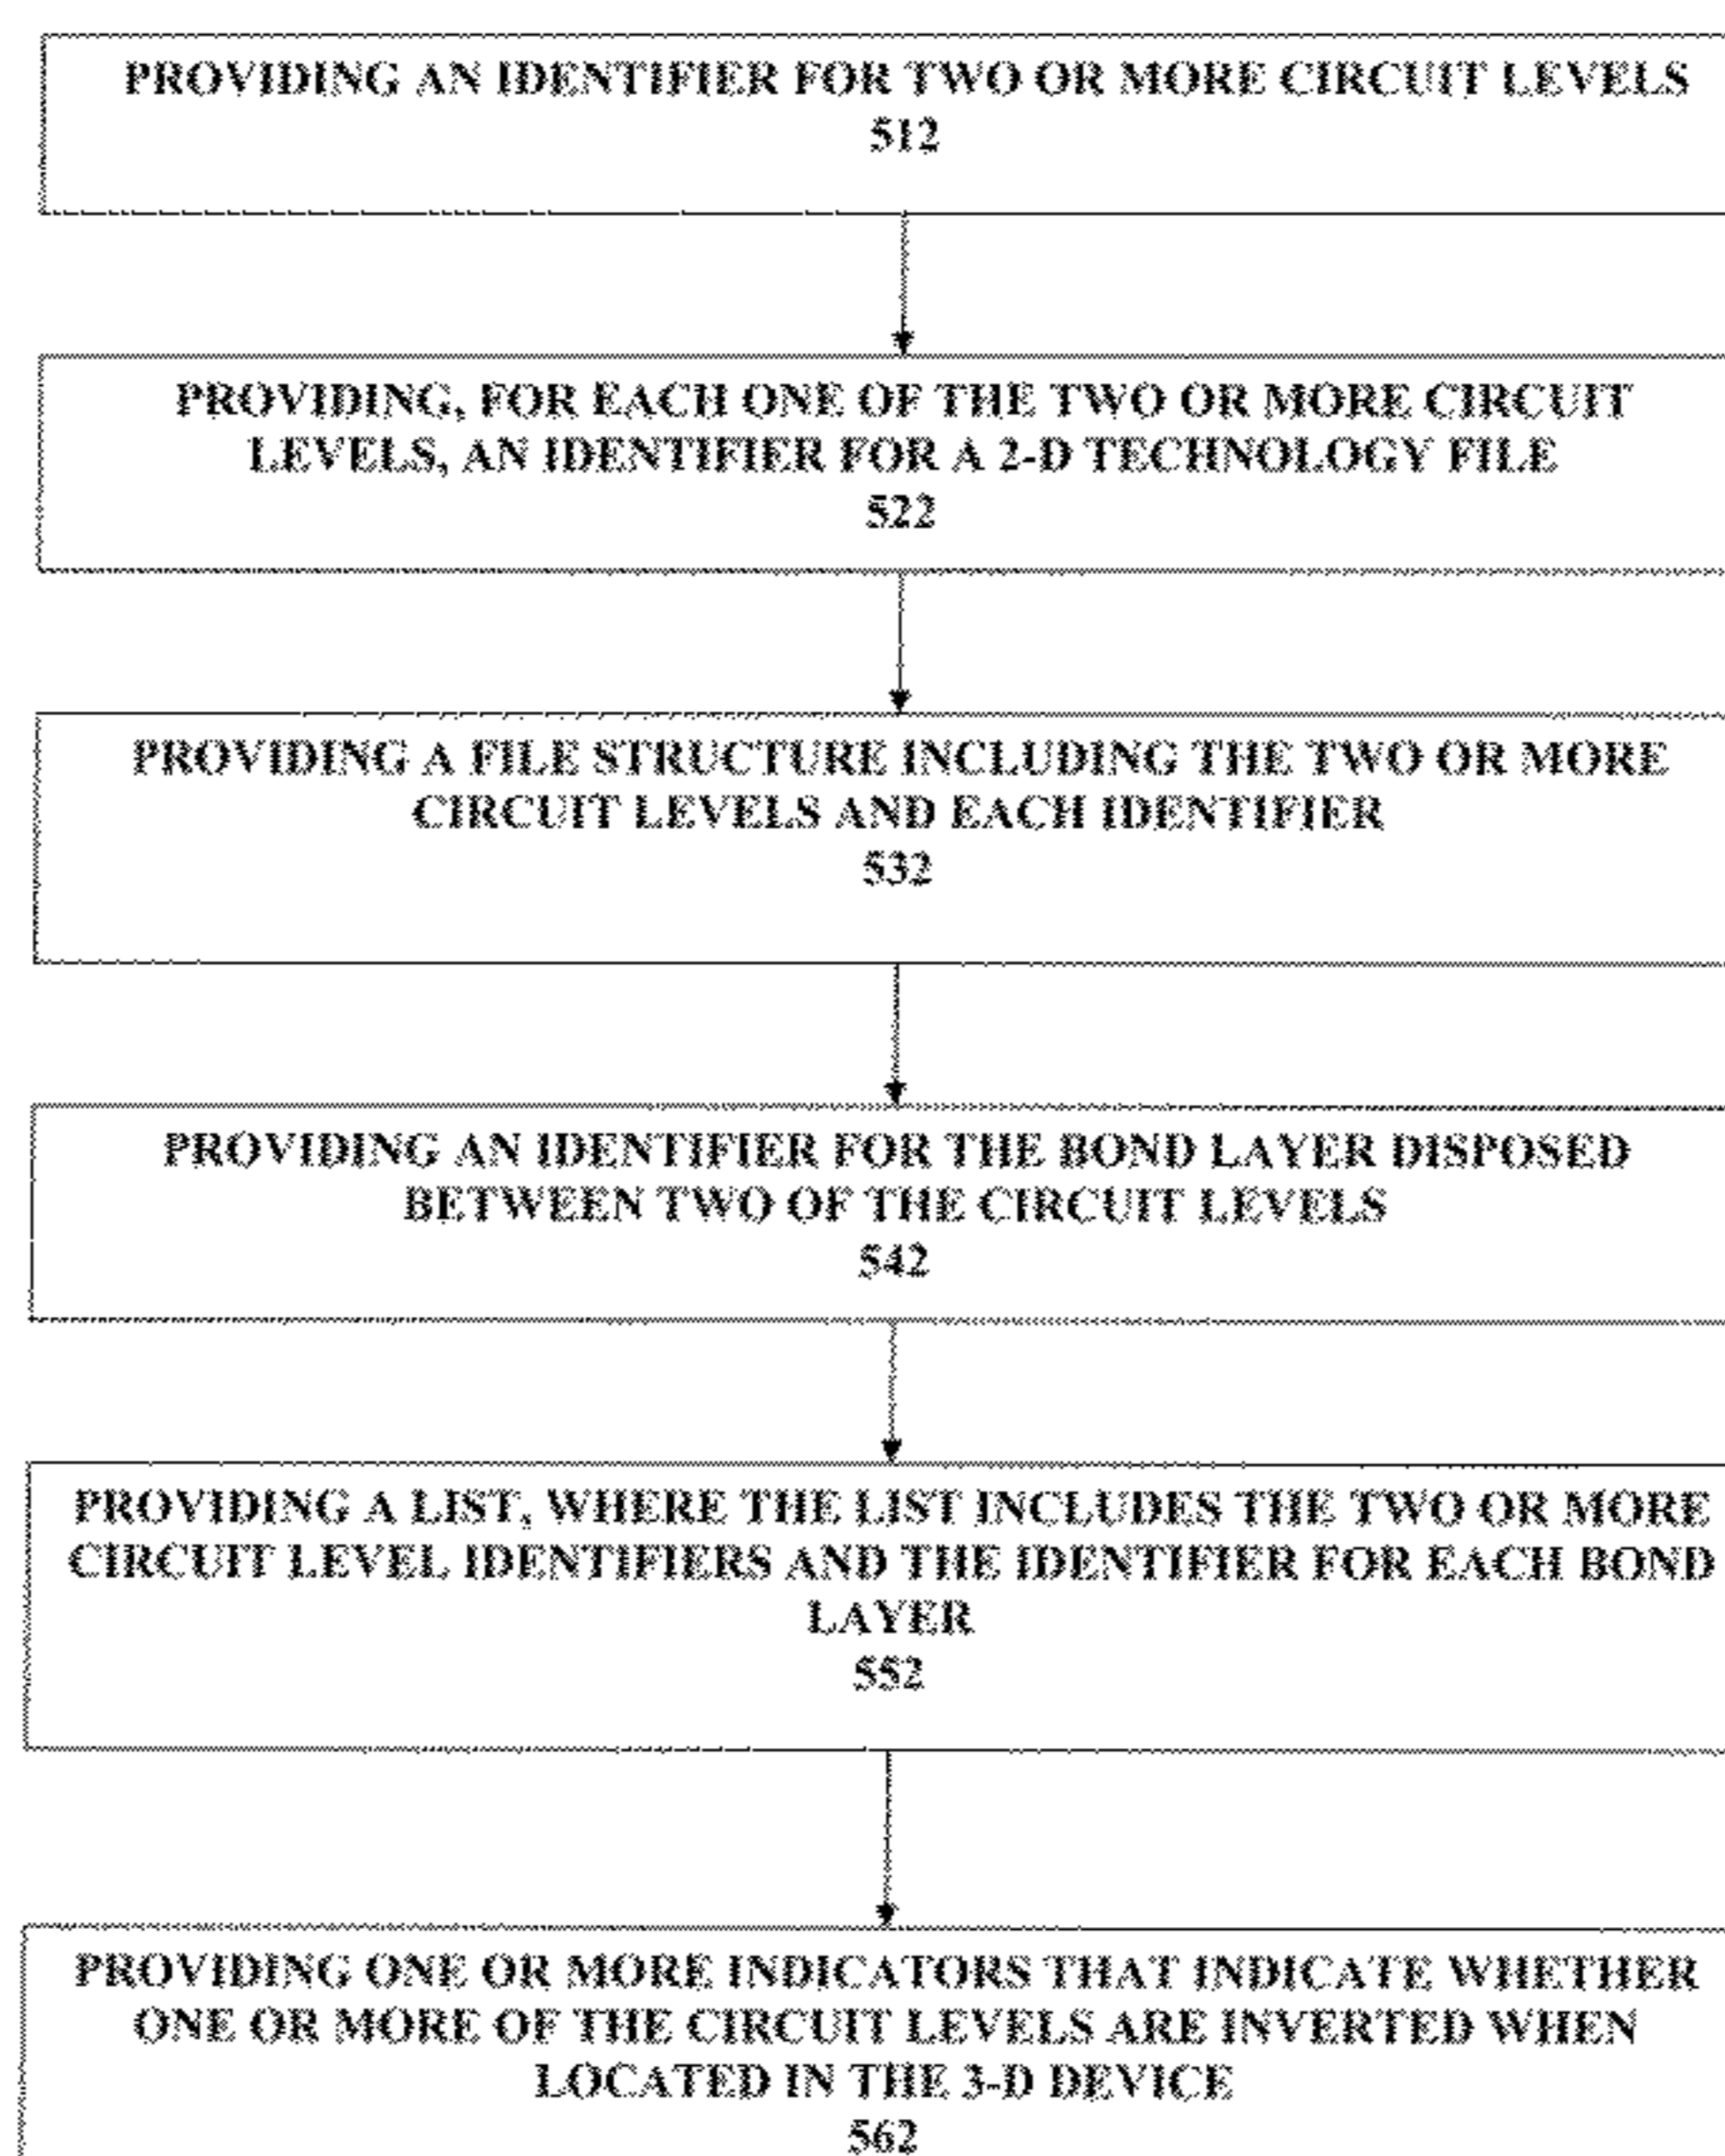 PROVIDING AN IDENTIFIER FOR TWO OR MORE CIRCUIT LEVELS
512
PROVIDING, FOR EACH ONE OF THE TWO OR MORE CIRCUIT
LEVELS, AN IDENTIFIER FOR A 2-D TECHNOLOGY FILE
522
PROVIDING A FILE STRUCTURE INCLUDING THE TWO OR MORE
CIRCUIT LEVELS AND EACH IDENTIFIER
532
PROVIDING AN IDENTIFIER FOR THE BOND LAYER DISPOSED
BETWEEN TWO OF THE CIRCUIT LEVELS
542
PROVIDING A LIST, WHERE THE LIST INCLUDES THE TWO OR MORE
CIRCUIT LEVEL IDENTIFIERS AND THE IDENTIFIER FOR EACH BOND
LAYER
552
PROVIDING ONE OR MORE INDICATORS THAT INDICATE WHETHER
ONE OR MORE OF THE CIRCUIT LEVELS ARE INVERTED WHEN
LOCATED IN THE 3-D DEVICE
562